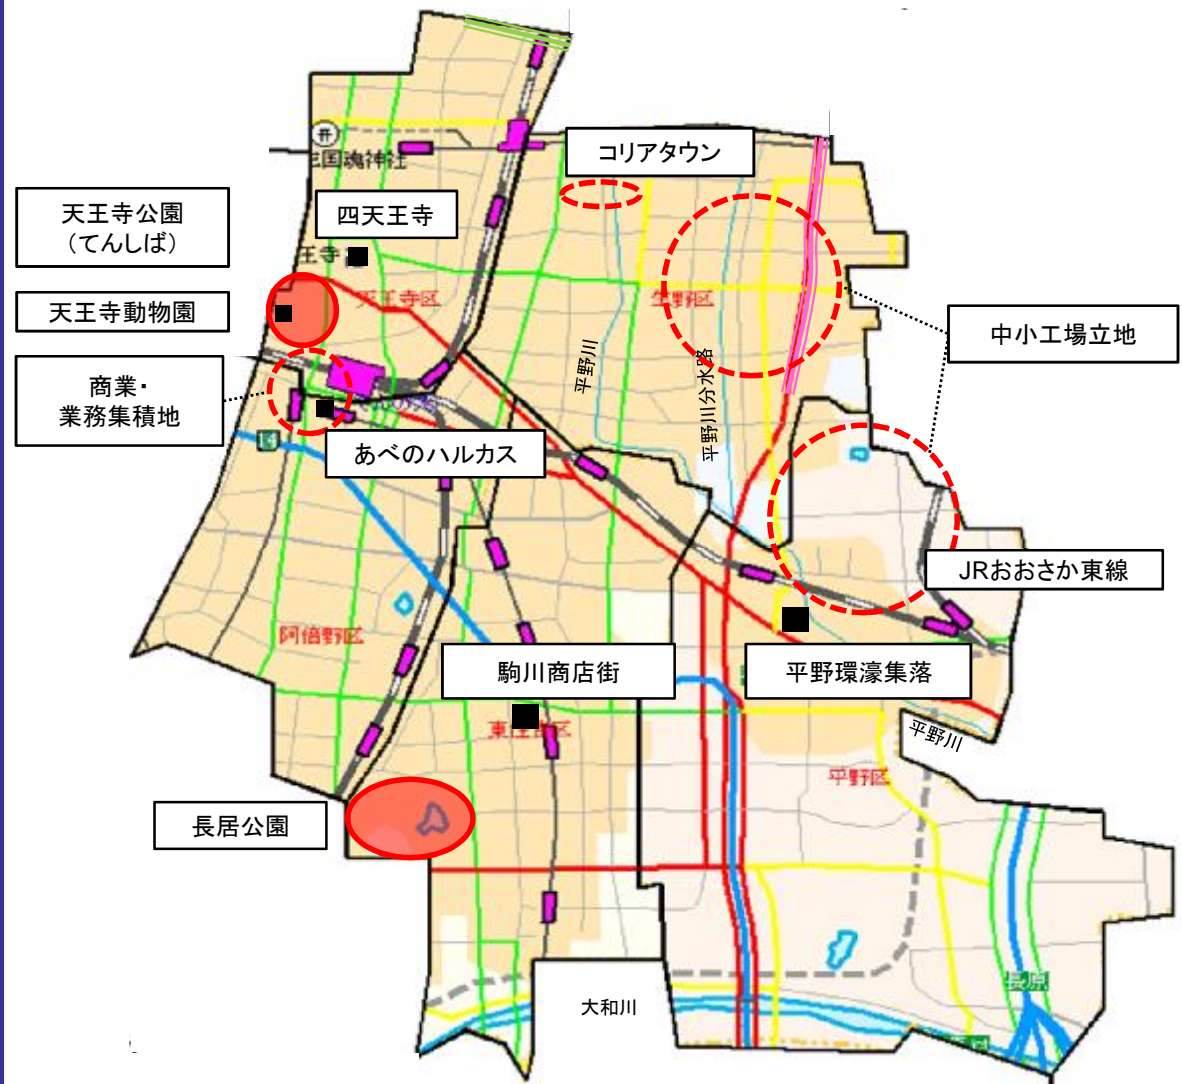 コリアタウン
国魂神社
天王寺公園
（てんしば）
四天王寺
王寺
天王寺区
生野区
天王寺動物園
中小工場立地
商業・
業務集積地
平野川
平野川分水路
14
あべのハルカス
JRおおさか東線
阿倍野区
駒川商店街
平野環濠集落
東住吉区
平野川
平野区
長居公園
長原
大和川